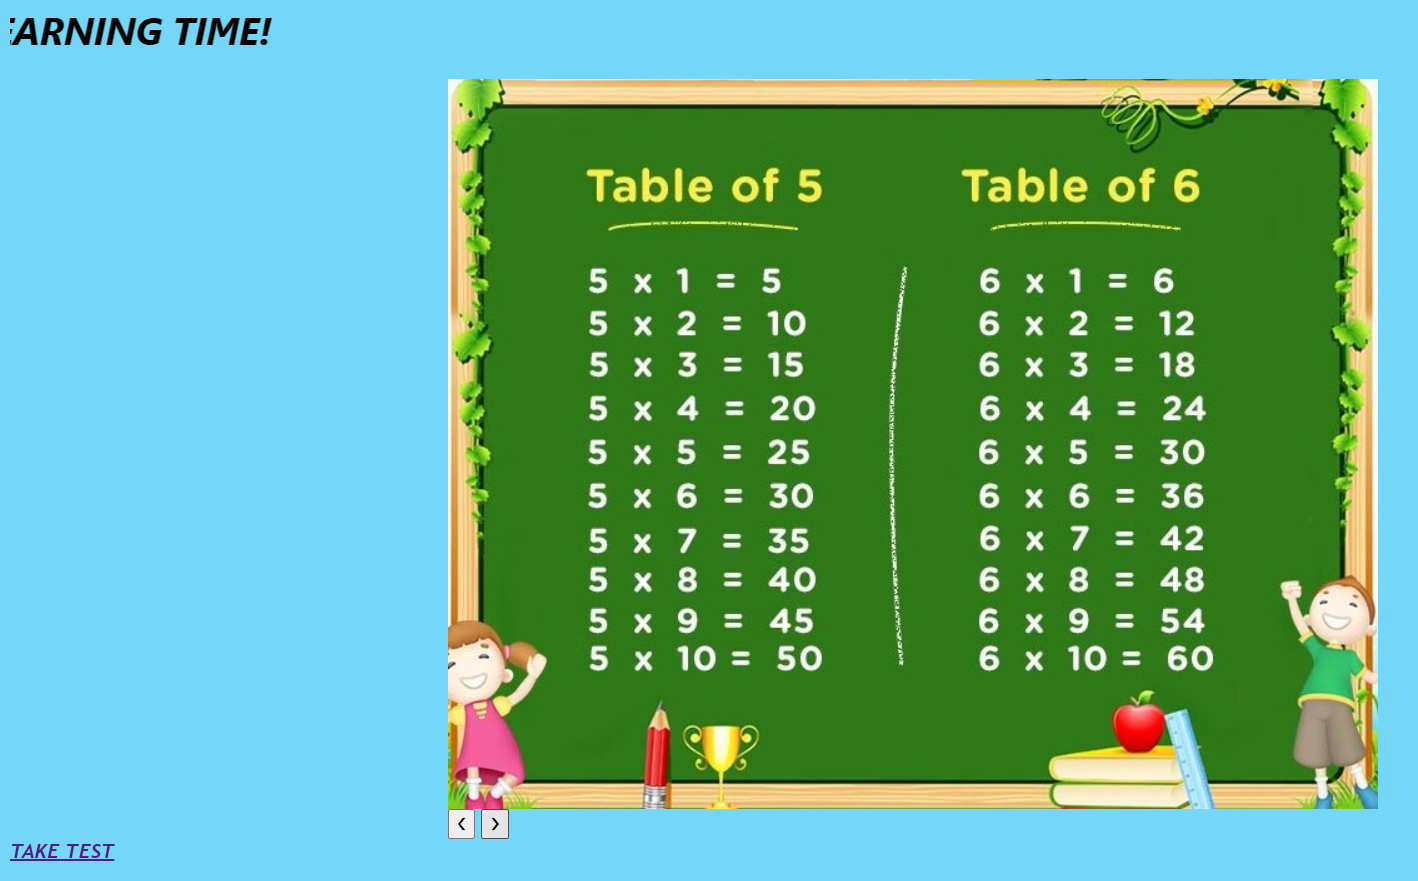 EARNING TIME!
Table of 5
5 x 1 = 5
5 x 2 = 10
5 x 3 = 15
5 x 4 = 20
5 x 5 = 25
5 x 6 = 30
5 x 7 = 35
5 x 8 = 40
5 x 9 = 45
5 x 10 = 50
Table of 6
6 x 1 = 6
6 x 2 = 12
6 x 3 = 18
6 x 4 = 24
6 x 5 = 30
6 x 6 = 36
6 x 7 = 42
6 x 8 = 48
6 x 9 = 54
6 x 10 = 60
‹ ›
TAKE TEST